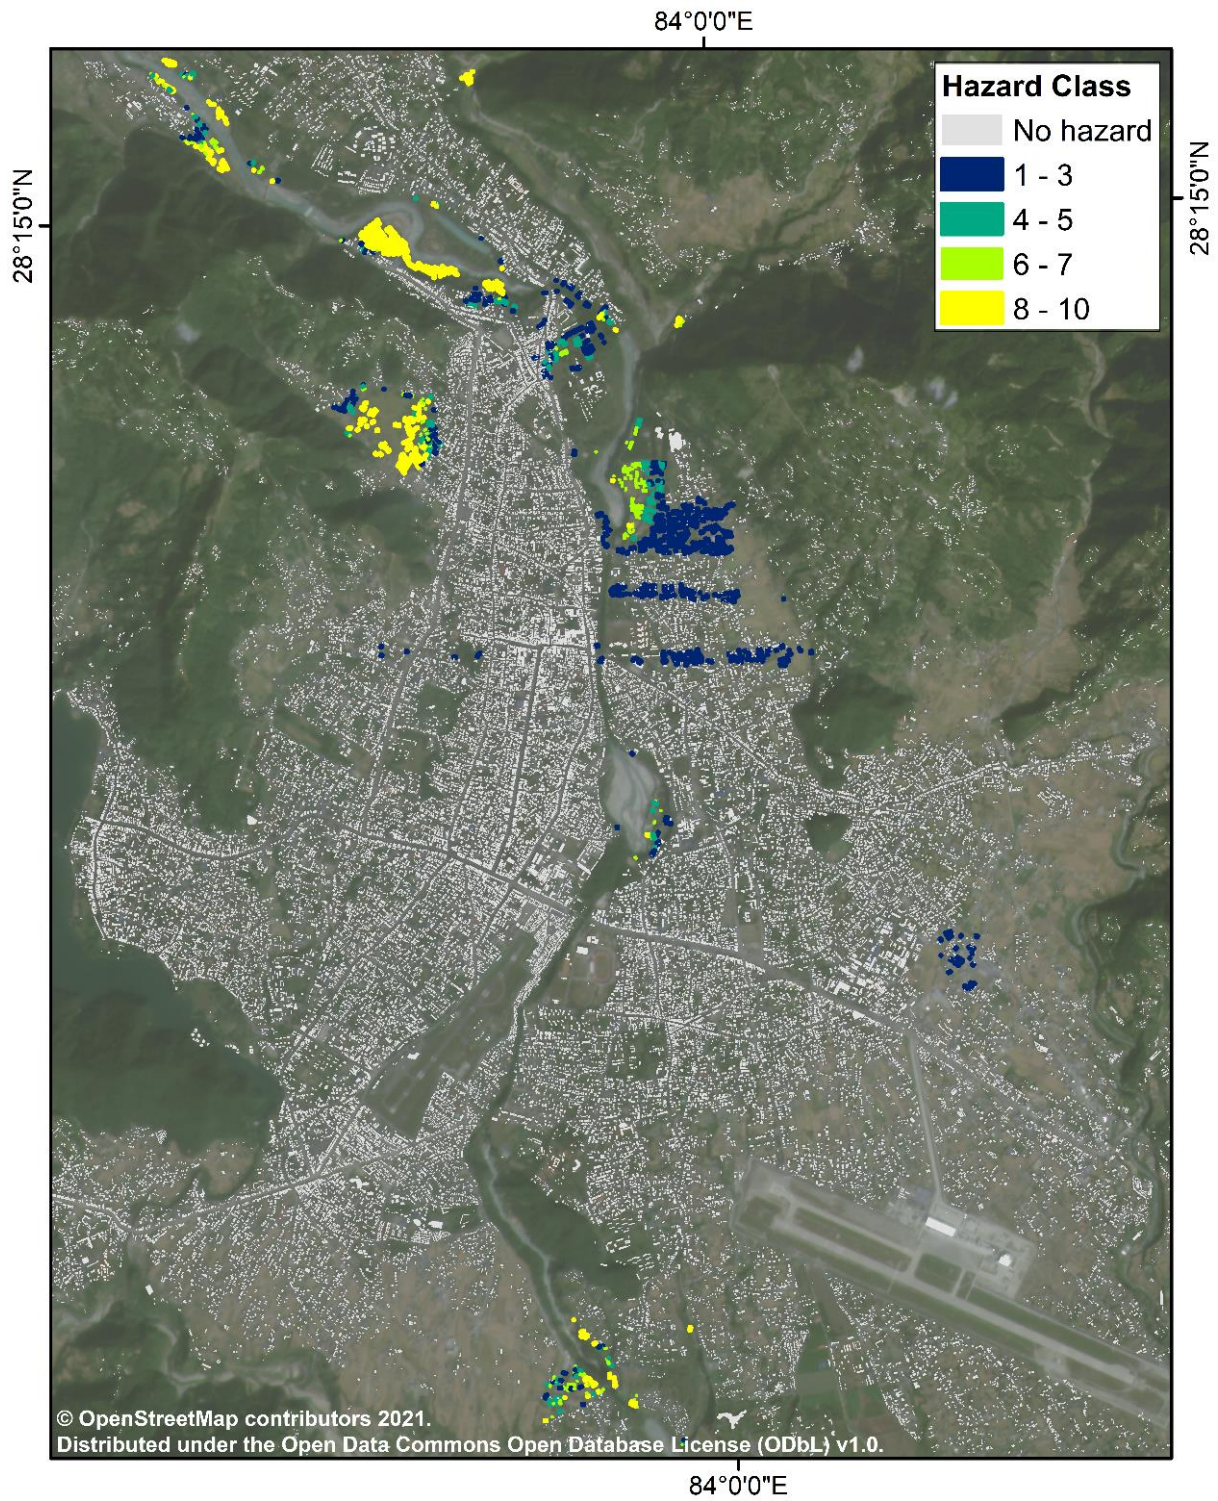 84°0'0"E
Hazard Class
No hazard
1 - 3
4 - 5
6 - 7
8 - 10
28°15'0"N
28°15'0"N
© OpenStreetMap contributors 2021.
Distributed under the Open Data Commons Open Database License (ODbL) v1.0.
84°0'0"E